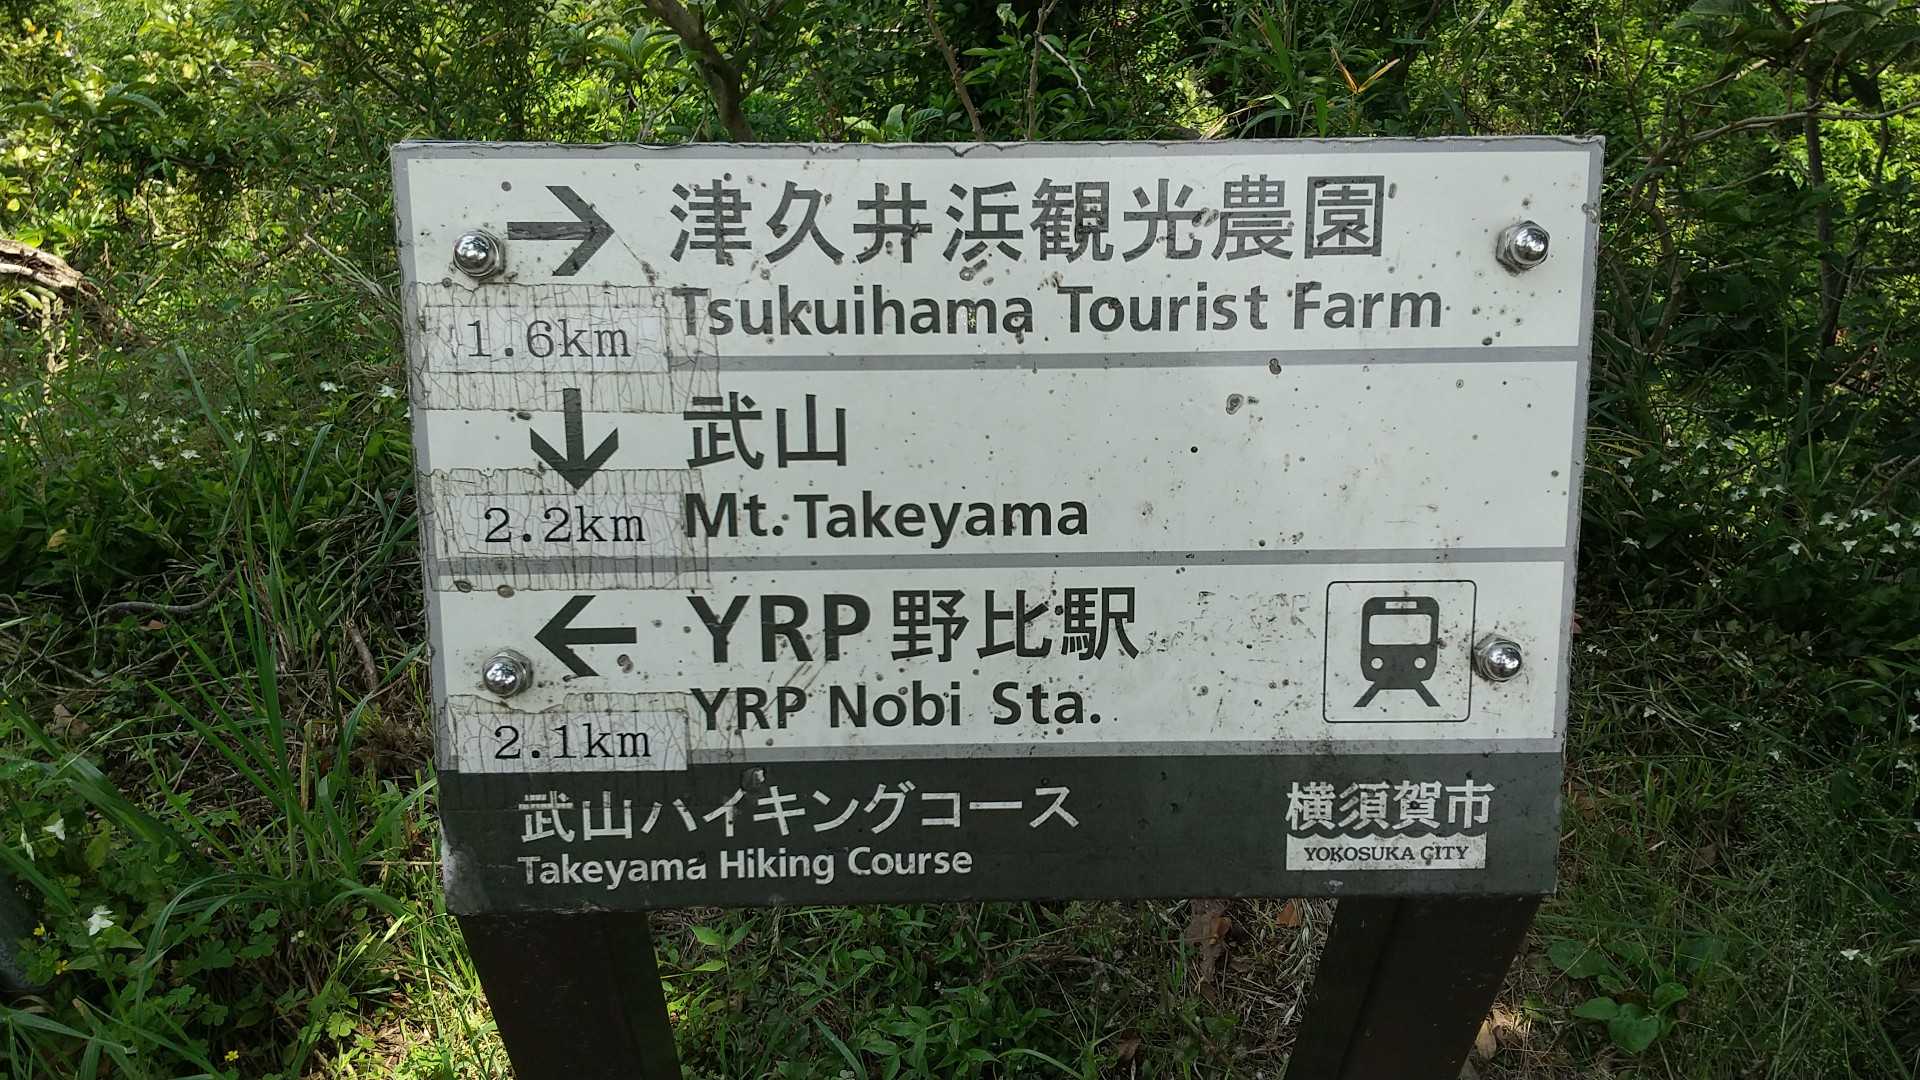 → 津久井浜観光農園
Tsukuihama Tourist Farm
1.6km
↓ 武山
2.2km Mt. Takeyama
← YRP 野比駅
YRP Nobi Sta.
2.1km
武山ハイキングコース
Takeyama Hiking Course
横須賀市
YOKOSUKA CITY